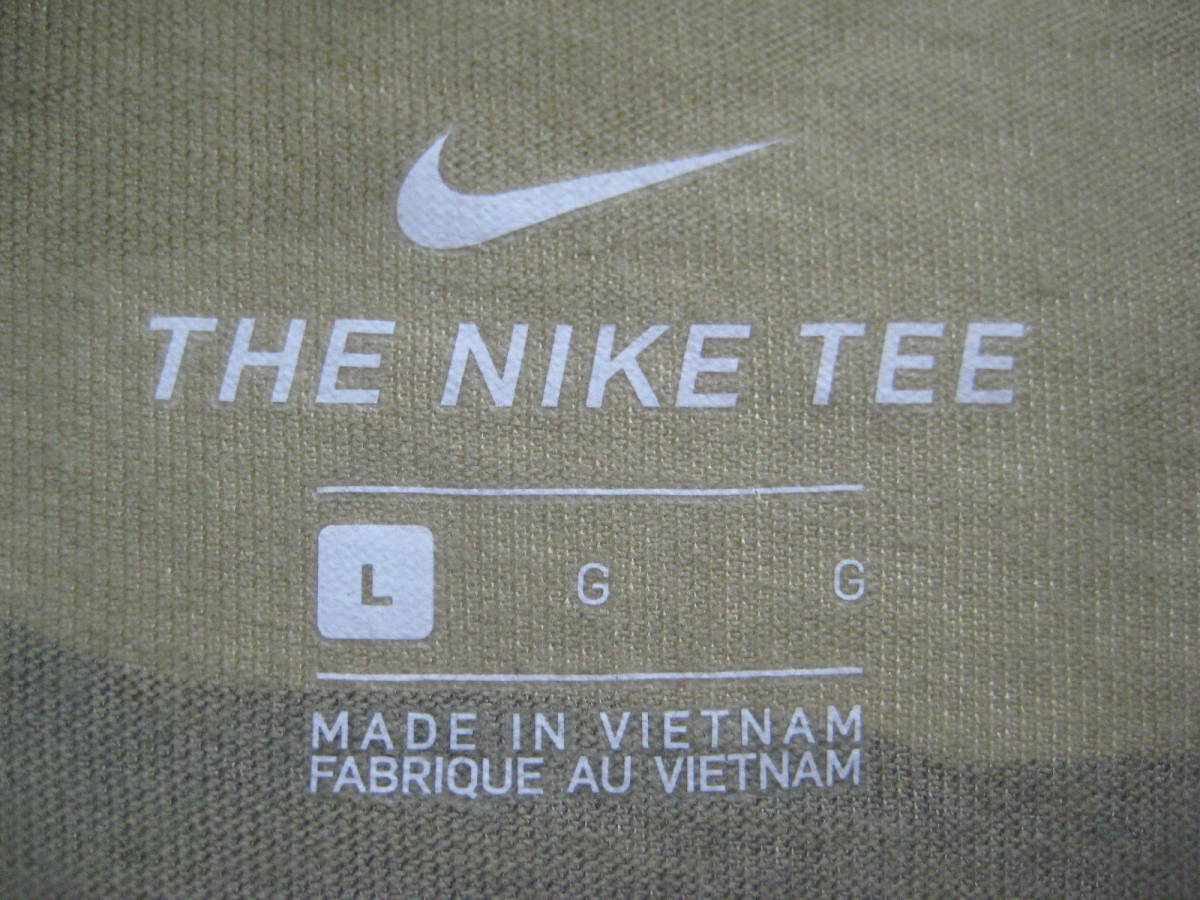 THE NIKE TEE
L G G
MADE IN VIETNAM
FABRIQUE AU VIETNAM